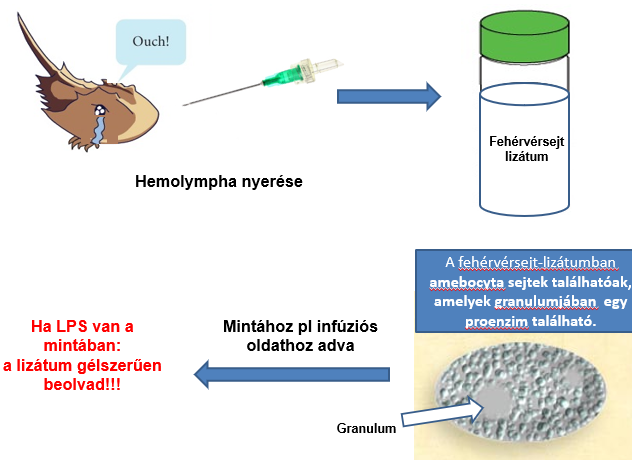 Ouch!
Fehérvérsejt
lizátum
Hemolympha nyerése
A fehérvérsejt-lizátumban
amebocyta sejtek találhatóak,
amelyek granulumjában egy
proenzim található.
Mintához pl infúziós
oldathoz adva
Ha LPS van a
mintában:
a lizátum gélszerűen
beolvad!!!
Granulum